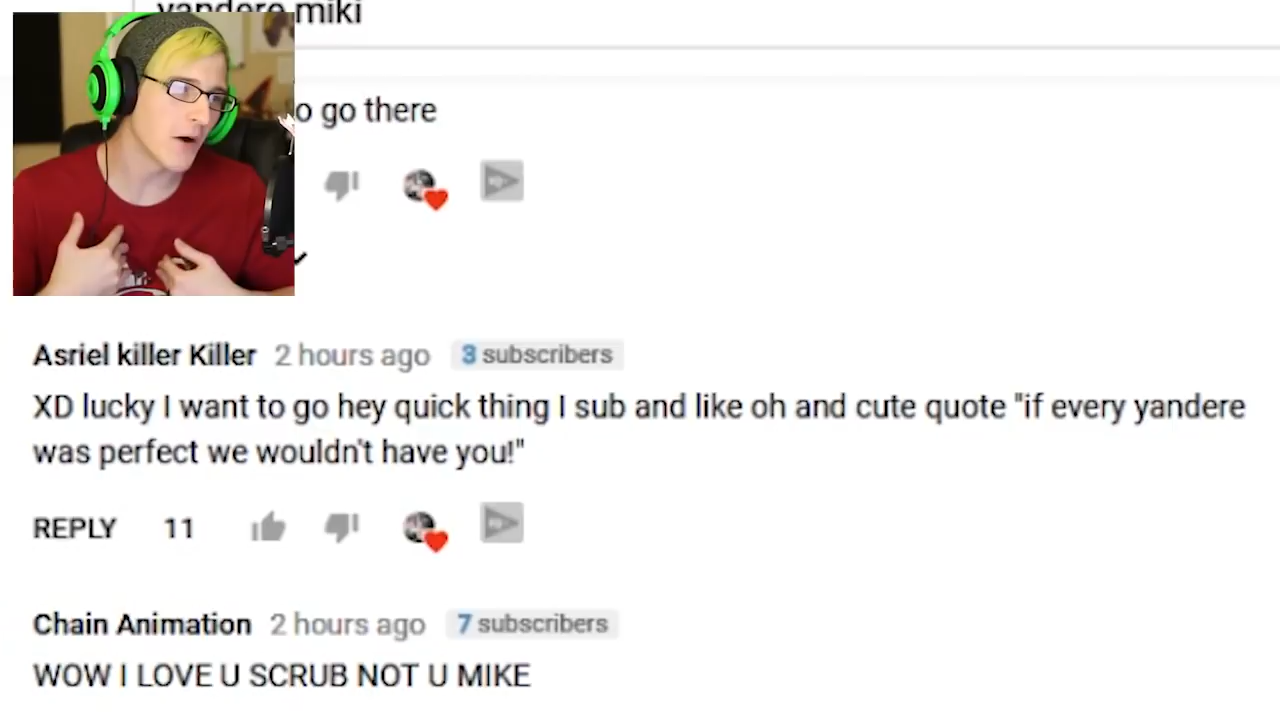 yandere miki
o go there
Asriel killer Killer 2 hours ago 3 subscribers
XD lucky I want to go hey quick thing I sub and like oh and cute quote "if every yandere
was perfect we wouldn't have you!"
REPLY 11
Chain Animation 2 hours ago 7 subscribers
WOW I LOVE U SCRUB NOT U MIKE